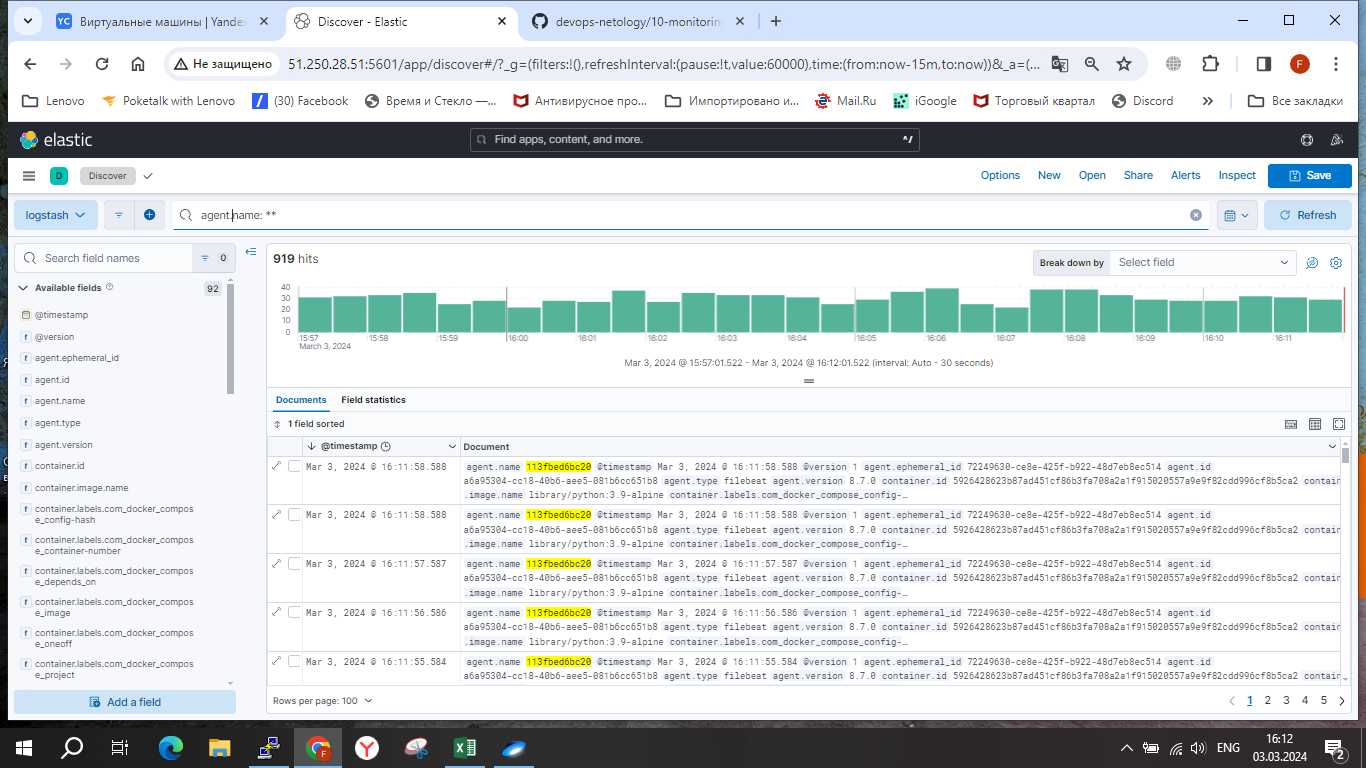 Виртуальные машины | Yandex
Discover - Elastic
devops-netology/10-monitoring
Не защищено
51.250.28.51:5601/app/discover#/?_g=(filters:!(),refreshInterval:(pause:!t,value:60000),time:(from:now-15m,to:now))&_a=(...
Lenovo
Poketalk with Lenovo
(30) Facebook
Время и Стекло —...
Антивирусное про...
Импортировано и...
Mail.Ru
iGoogle
Торговый квартал
Discord
Все закладки
elastic
Find apps, content, and more.
^/
D
Discover
Options
New
Open
Share
Alerts
Inspect
Save
logstash
agent.name: **
Refresh
Search field names
0
Available fields
92
@timestamp
@version
agent.ephemeral_id
agent.id
agent.name
agent.type
agent.version
container.id
container.image.name
container.labels.com_docker_compos
e_config-hash
container.labels.com_docker_compos
e_container-number
container.labels.com_docker_compos
e_depends_on
container.labels.com_docker_compos
e_image
container.labels.com_docker_compos
e_oneoff
container.labels.com_docker_compos
e_project
Add a field
919 hits
Break down by
Select field
40
30
20
10
0
15:57 15:58 15:59 16:00 16:01 16:02 16:03 16:04 16:05 16:06 16:07 16:08 16:09 16:10 16:11
March 3, 2024
Mar 3, 2024 @ 15:57:01.522 - Mar 3, 2024 @ 16:12:01.522 (interval: Auto - 30 seconds)
Documents
Field statistics
1 field sorted
@timestamp
Document
Mar 3, 2024 @ 16:11:58.588
agent.name 113fbed6bc20 @timestamp Mar 3, 2024 @ 16:11:58.588 @version 1 agent.ephemeral_id 72249630-ce8e-425f-b922-48d7eb8ec514 agent.id
a6a95304-cc18-40b6-aee5-081b6cc651b8 agent.type filebeat agent.version 8.7.0 container.id 5926428623b87ad451cf86b3fa708a2a1f915020557a9e9f82cdd996cf8b5ca2 contain
.image.name library/python:3.9-alpine container.labels.com_docker_compose_config-…
Mar 3, 2024 @ 16:11:58.588
agent.name 113fbed6bc20 @timestamp Mar 3, 2024 @ 16:11:58.588 @version 1 agent.ephemeral_id 72249630-ce8e-425f-b922-48d7eb8ec514 agent.id
a6a95304-cc18-40b6-aee5-081b6cc651b8 agent.type filebeat agent.version 8.7.0 container.id 5926428623b87ad451cf86b3fa708a2a1f915020557a9e9f82cdd996cf8b5ca2 contain
.image.name library/python:3.9-alpine container.labels.com_docker_compose_config-…
Mar 3, 2024 @ 16:11:57.587
agent.name 113fbed6bc20 @timestamp Mar 3, 2024 @ 16:11:57.587 @version 1 agent.ephemeral_id 72249630-ce8e-425f-b922-48d7eb8ec514 agent.id
a6a95304-cc18-40b6-aee5-081b6cc651b8 agent.type filebeat agent.version 8.7.0 container.id 5926428623b87ad451cf86b3fa708a2a1f915020557a9e9f82cdd996cf8b5ca2 contain
.image.name library/python:3.9-alpine container.labels.com_docker_compose_config-…
Mar 3, 2024 @ 16:11:56.586
agent.name 113fbed6bc20 @timestamp Mar 3, 2024 @ 16:11:56.586 @version 1 agent.ephemeral_id 72249630-ce8e-425f-b922-48d7eb8ec514 agent.id
a6a95304-cc18-40b6-aee5-081b6cc651b8 agent.type filebeat agent.version 8.7.0 container.id 5926428623b87ad451cf86b3fa708a2a1f915020557a9e9f82cdd996cf8b5ca2 contain
.image.name library/python:3.9-alpine container.labels.com_docker_compose_config-…
Mar 3, 2024 @ 16:11:55.584
agent.name 113fbed6bc20 @timestamp Mar 3, 2024 @ 16:11:55.584 @version 1 agent.ephemeral_id 72249630-ce8e-425f-b922-48d7eb8ec514 agent.id
a6a95304-cc18-40b6-aee5-081b6cc651b8 agent.type filebeat agent.version 8.7.0 container.id 5926428623b87ad451cf86b3fa708a2a1f915020557a9e9f82cdd996cf8b5ca2 contain
Rows per page: 100
1 2 3 4 5
ENG
16:12
03.03.2024
2